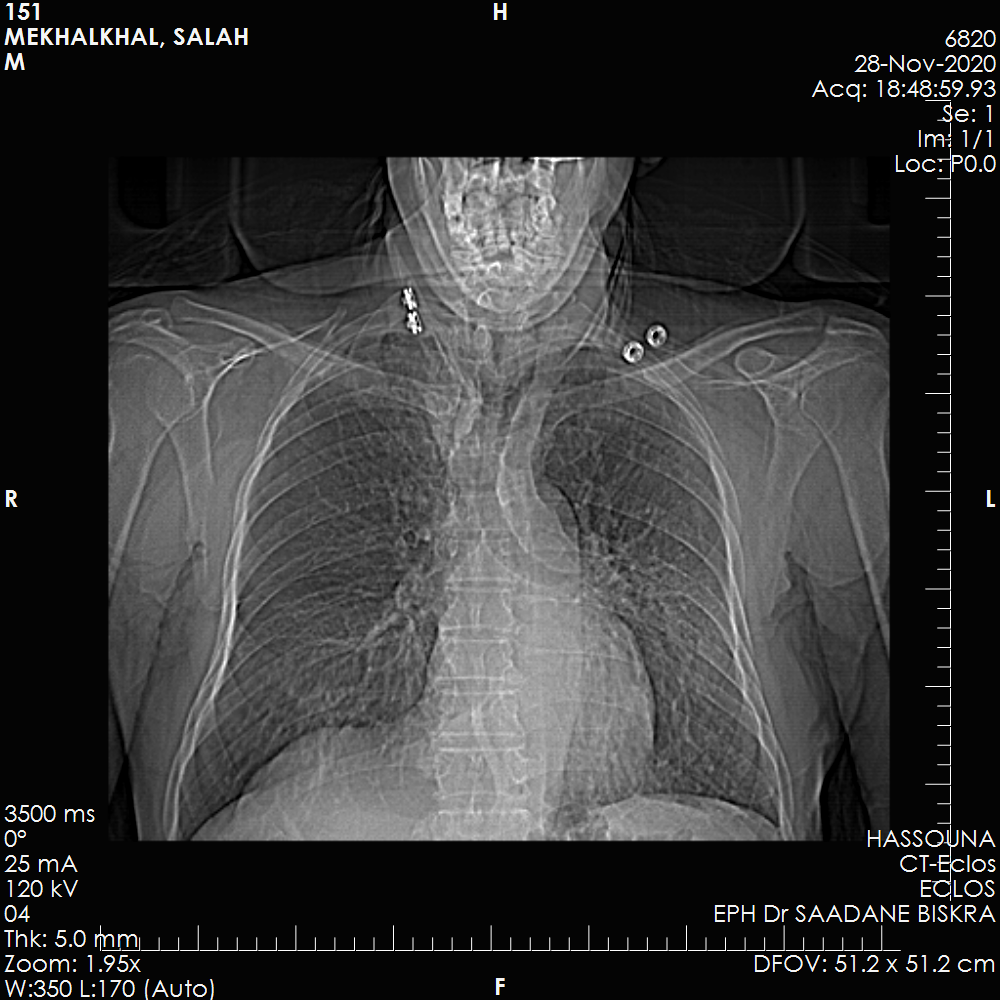 151
MEKHALKHAL, SALAH
M
H
6820
28-Nov-2020
Acq: 18:48:59.93
Se: 1
Im: 1/1
Loc: P0.0
R
L
3500 ms
0°
25 mA
120 kV
04
Thk: 5.0 mm
Zoom: 1.95x
W:350 L:170 (Auto)
F
HASSOUNA
CT-Eclos
ECLOS
EPH Dr SAADANE BISKRA
DFOV: 51.2 x 51.2 cm